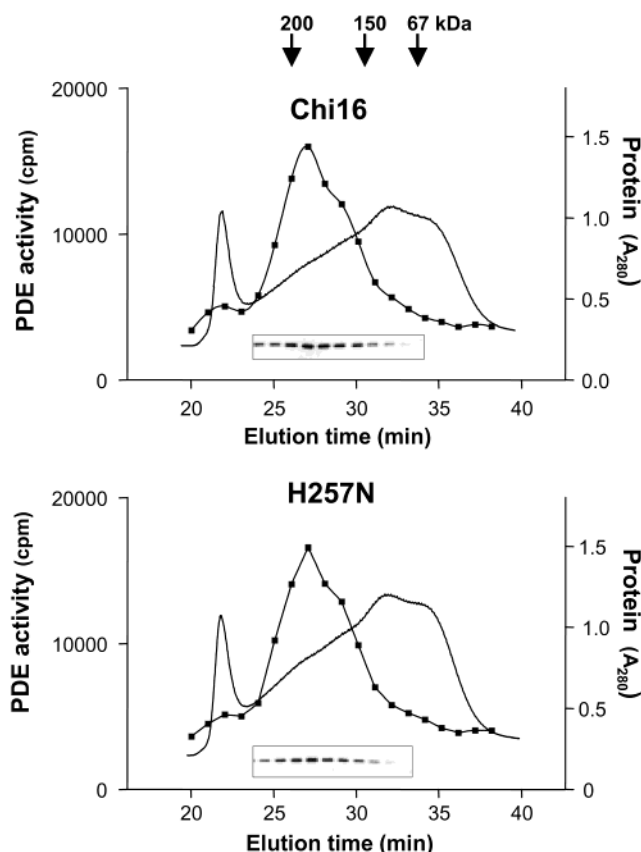 200 150 67 kDa
Chi16
20000
10000
0
PDE activity (cpm)
1.5
1.0
0.5
0.0
Protein (A280)
20 25 30 35 40
Elution time (min)
H257N
20000
10000
0
PDE activity (cpm)
1.5
1.0
0.5
0
Protein (A280)
20 25 30 35 40
Elution time (min)